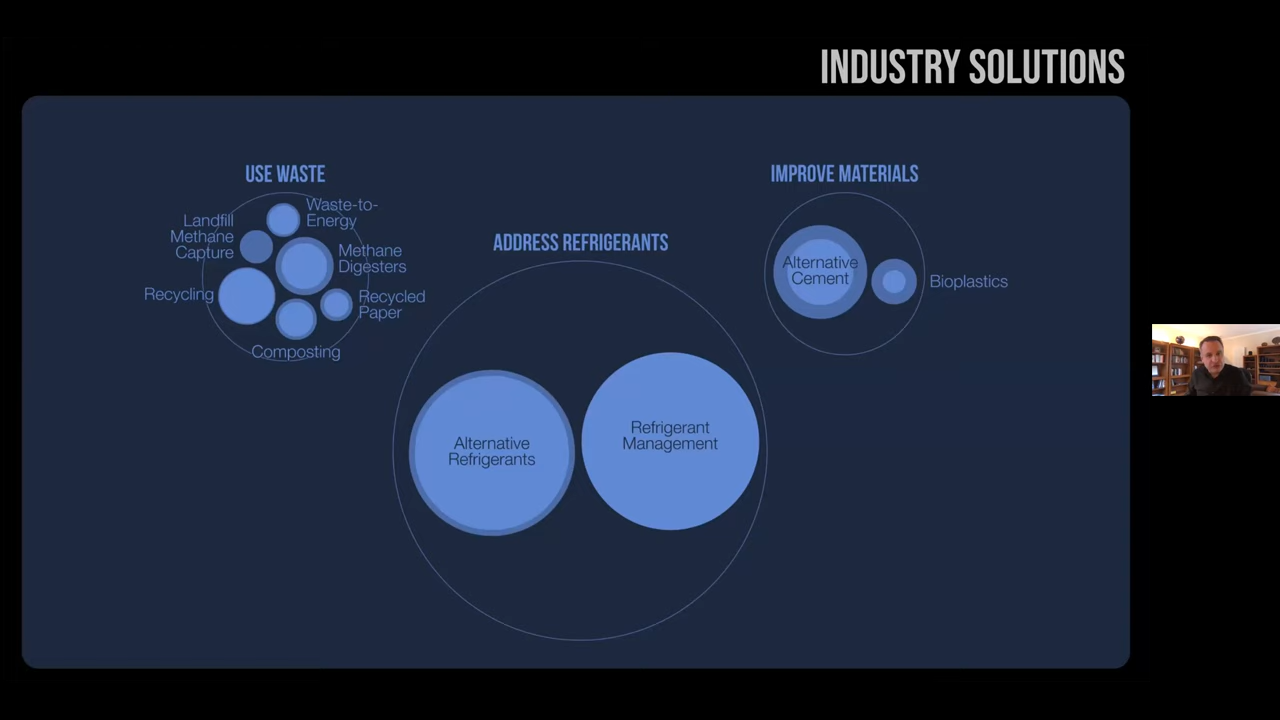 INDUSTRY SOLUTIONS
USE WASTE
Waste-to-
Energy
Landfill
Methane
Capture
Methane
Digesters
Recycling
Recycled
Paper
Composting
ADDRESS REFRIGERANTS
Alternative
Refrigerants
Refrigerant
Management
IMPROVE MATERIALS
Alternative
Cement
Bioplastics